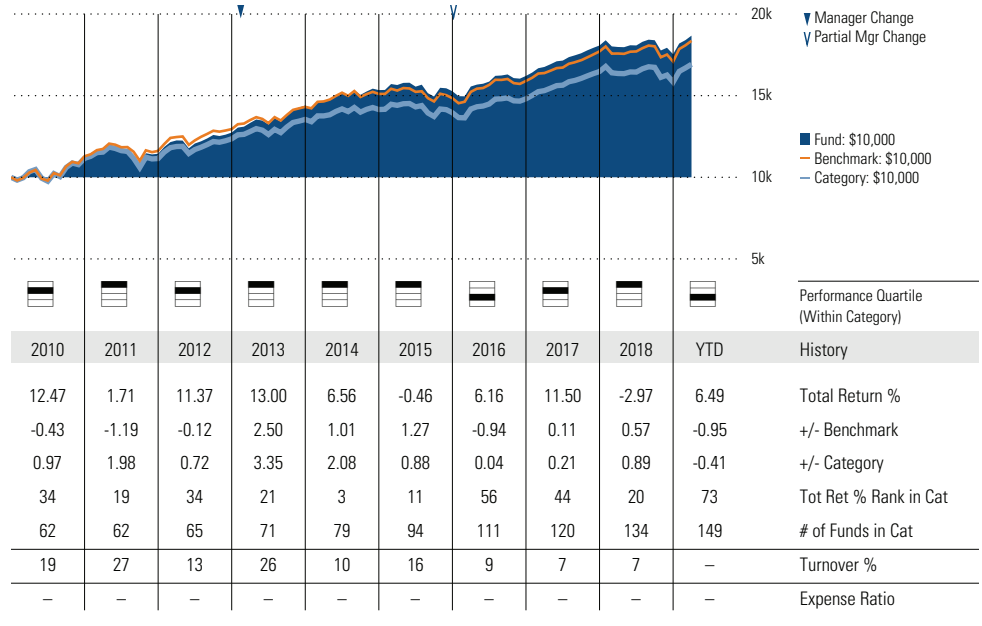 20k
▼ Manager Change
Partial Mgr Change
15k
Fund: $10,000
Benchmark: $10,000
10k
Category: $10,000
5k
Performance Quartile
(Within Category)
2010 2011 2012 2013 2014 2015 2016 2017 2018 YTD History
12.47 1.71 11.37 13.00 6.56 -0.46 6.16 11.50 -2.97 6.49 Total Return %
-0.43 -1.19 -0.12 2.50 1.01 1.27 -0.94 0.11 0.57 -0.95 +/- Benchmark
0.97 1.98 0.72 3.35 2.08 0.88 0.04 0.21 0.89 -0.41 +/- Category
34 19 34 21 3 11 56 44 20 73 Tot Ret % Rank in Cat
62 62 65 71 79 94 111 120 134 149 # of Funds in Cat
19 27 13 26 10 16 9 7 7 – Turnover %
– – – – – – – – – – Expense Ratio